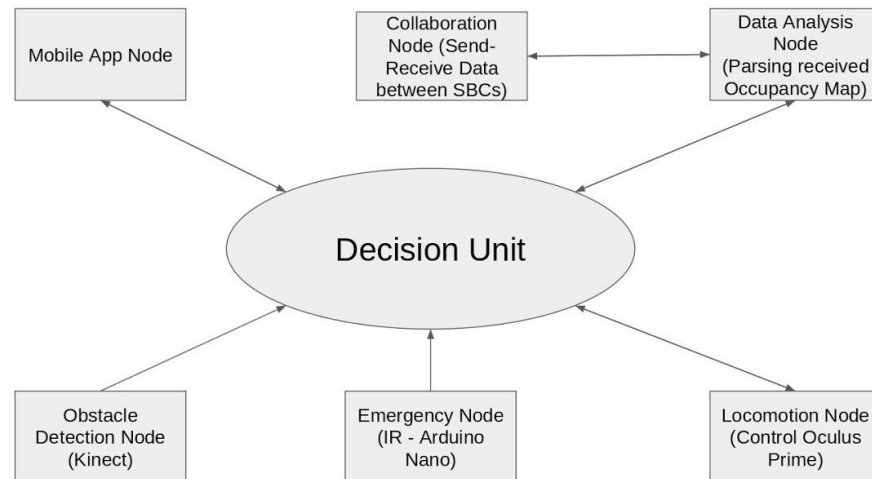 Mobile App Node
Collaboration
Node (Send-
Receive Data
between SBCs)
Data Analysis
Node
(Parsing received
Occupancy Map)
Decision Unit
Obstacle
Detection Node
(Kinect)
Emergency Node
(IR - Arduino
Nano)
Locomotion Node
(Control Oculus
Prime)